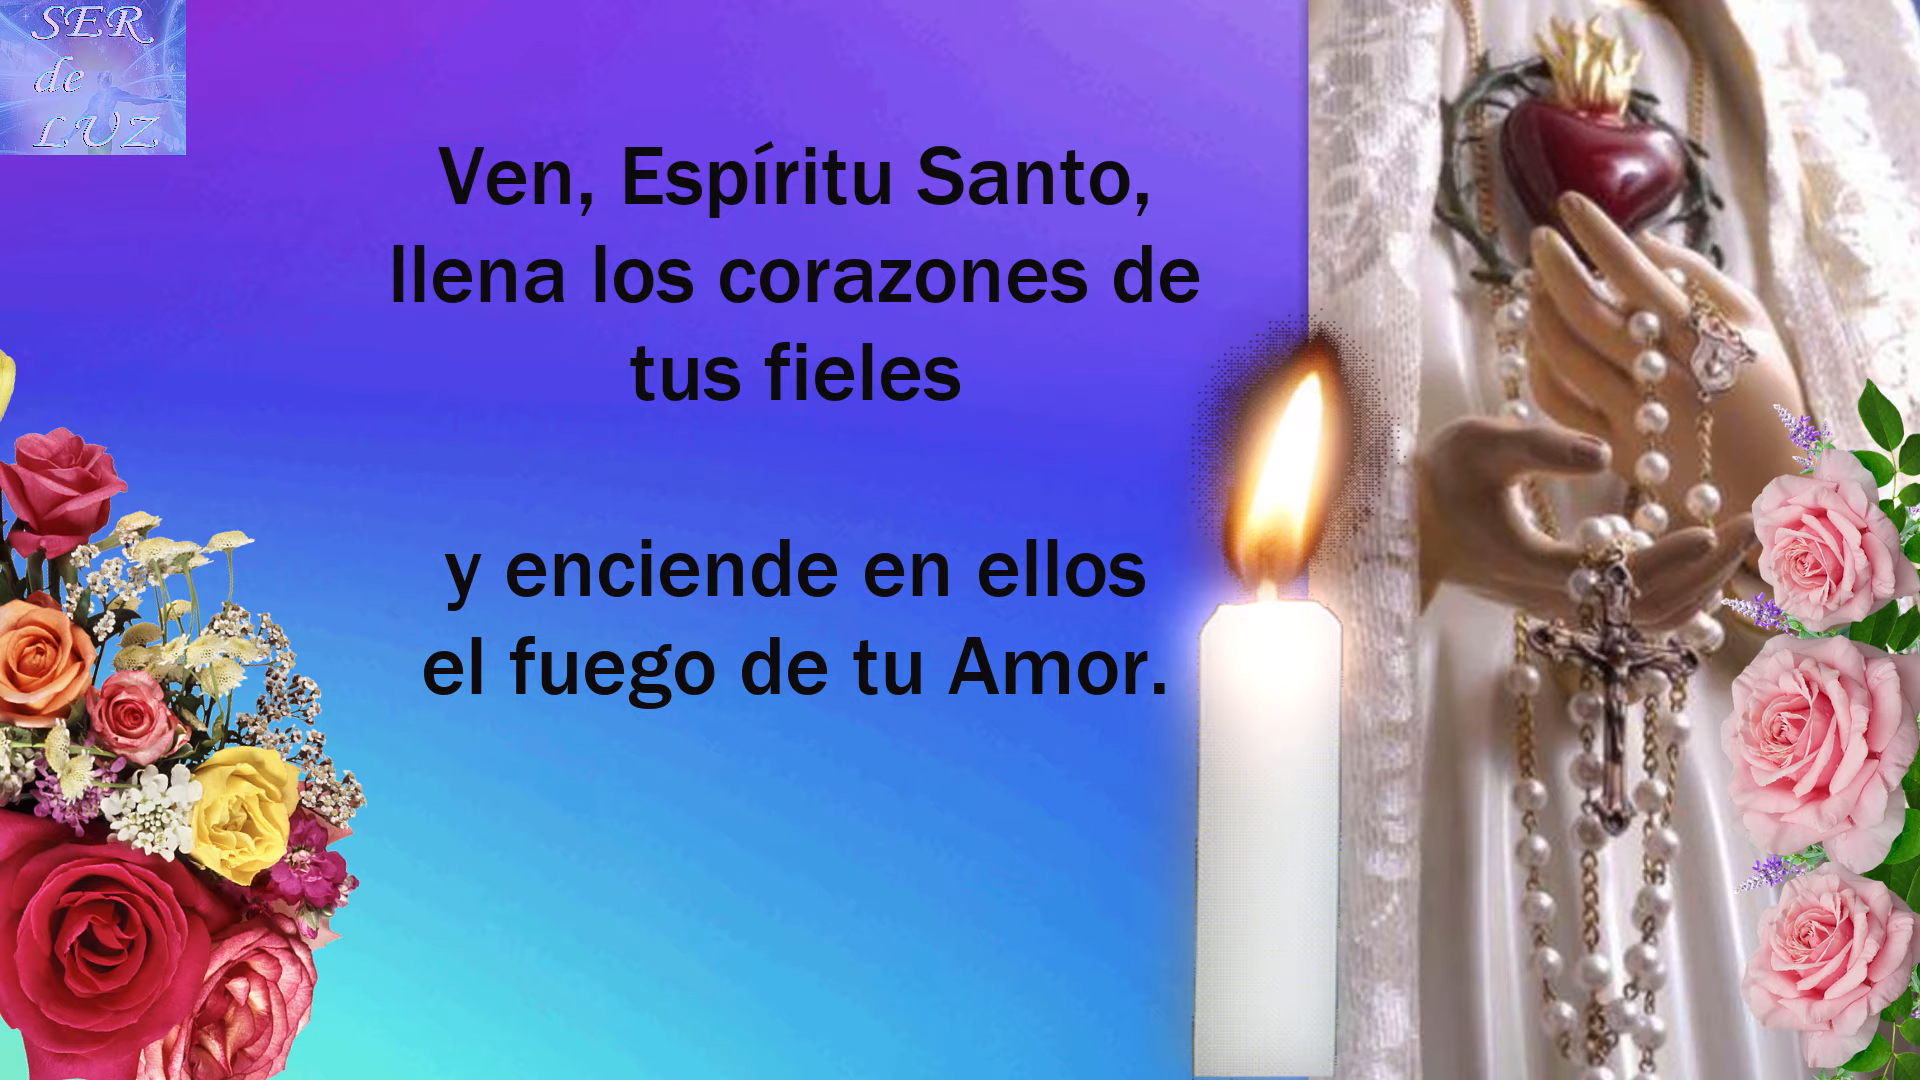 SER
de
LUZ
Ven, Espíritu Santo,
llena los corazones de
tus fieles
y enciende en ellos
el fuego de tu Amor.